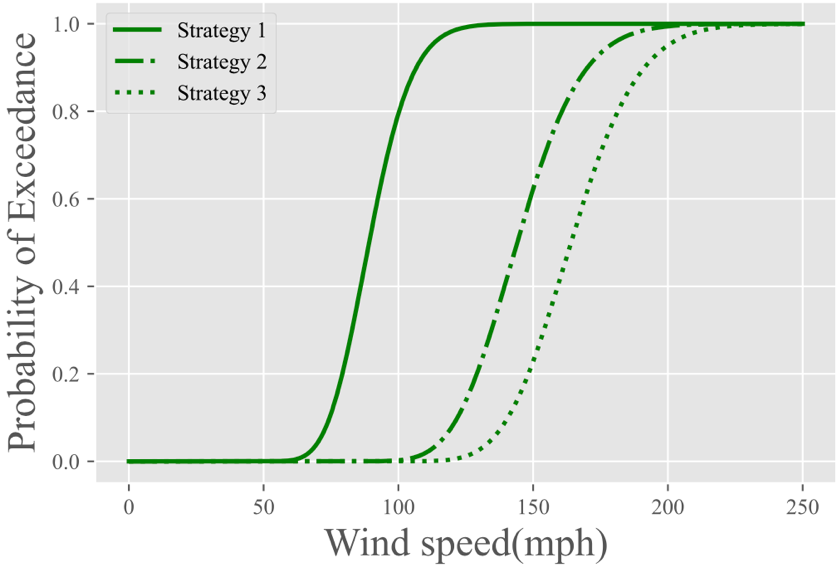 Strategy 1
Strategy 2
Strategy 3
Probability of Exceedance
1.0
0.8
0.6
0.4
0.2
0.0
0 50 100 150 200 250
Wind speed(mph)